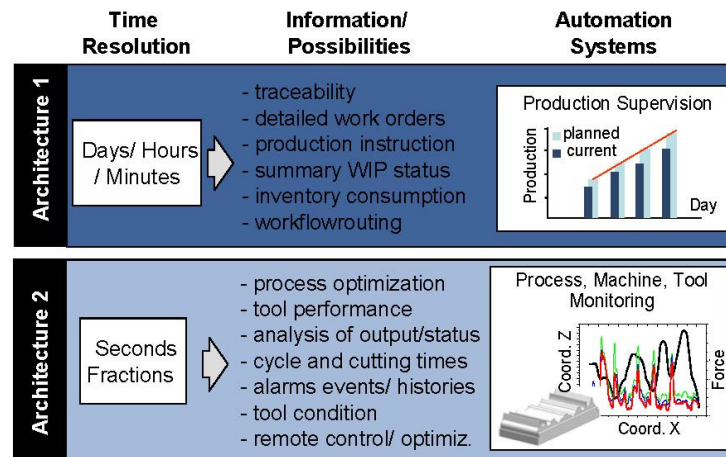 Time Resolution
Information/ Possibilities
Automation Systems
Architecture 1
Days/ Hours
/ Minutes
- traceability
- detailed work orders
- production instruction
- summary WIP status
- inventory consumption
- workflowrouting
Production Supervision
Production
planned
current
Day
Architecture 2
Seconds
Fractions
- process optimization
- tool performance
- analysis of output/status
- cycle and cutting times
- alarms events/ histories
- tool condition
- remote control/ optimiz.
Process, Machine, Tool
Monitoring
Coord. Z
Force
Coord. X